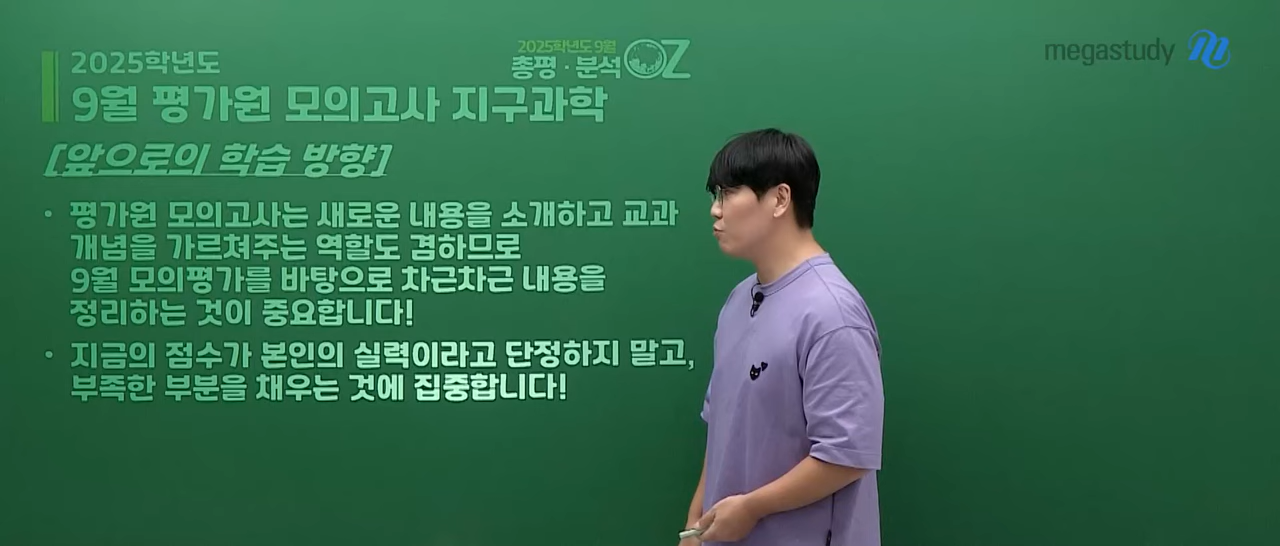 2025학년도
9월 평가원 모의고사 지구과학
2025학년도 9월
총평·분석 OZ
megastudy
[앞으로의 학습 방향]
• 평가원 모의고사는 새로운 내용을 소개하고 교과
개념을 가르쳐주는 역할도 겸하므로
9월 모의평가를 바탕으로 차근차근 내용을
정리하는 것이 중요합니다!
• 지금의 점수가 본인의 실력이라고 단정하지 말고,
부족한 부분을 채우는 것에 집중합니다!